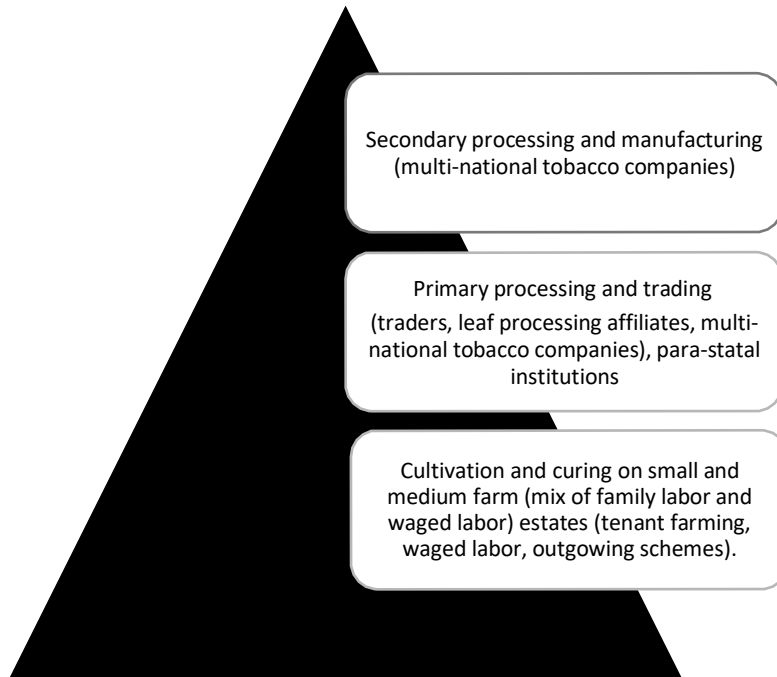 Secondary processing and manufacturing
(multi-national tobacco companies)
Primary processing and trading
(traders, leaf processing affiliates, multi-
national tobacco companies), para-statal
institutions
Cultivation and curing on small and
medium farm (mix of family labor and
waged labor) estates (tenant farming,
waged labor, outgowing schemes).